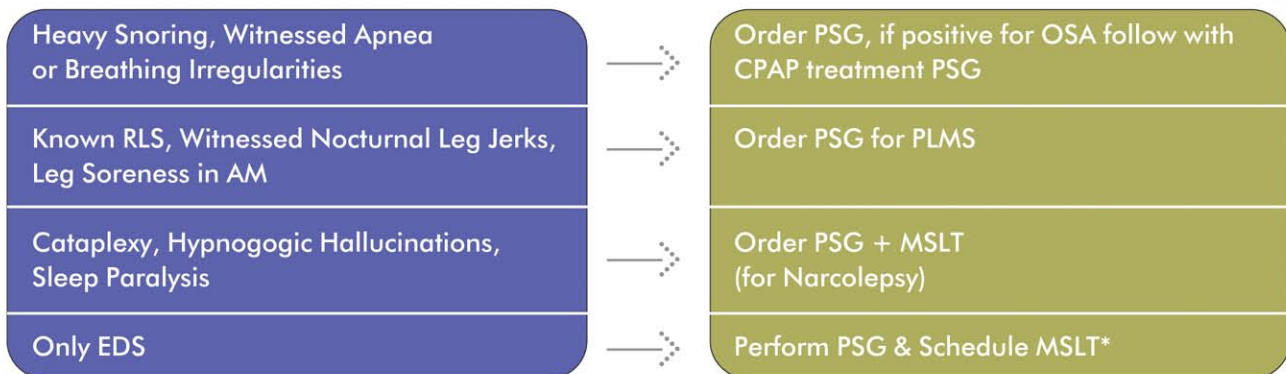 Heavy Snoring, Witnessed Apnea
or Breathing Irregularities
Order PSG, if positive for OSA follow with
CPAP treatment PSG
Known RLS, Witnessed Nocturnal Leg Jerks,
Leg Soreness in AM
Order PSG for PLMS
Cataplexy, Hypnogogic Hallucinations,
Sleep Paralysis
Order PSG + MSLT
(for Narcolepsy)
Only EDS
Perform PSG & Schedule MSLT*